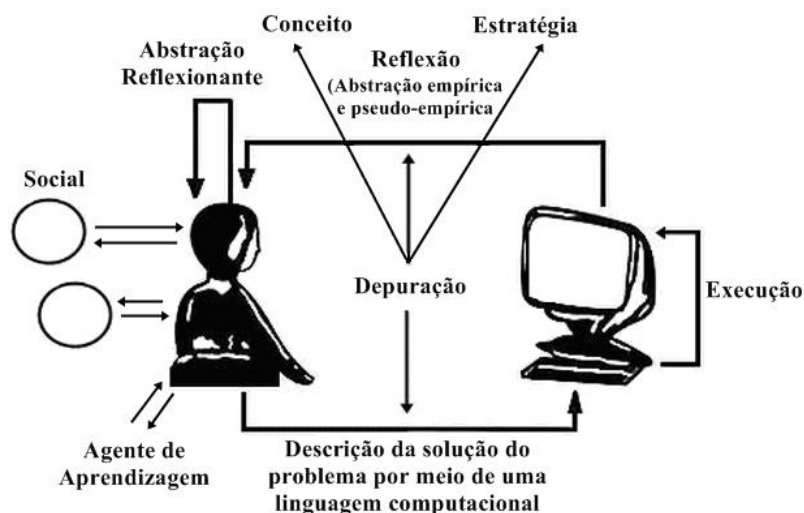 Conceito
Estratégia
Abstração
Reflexionante
Reflexão
(Abstração empírica
e pseudo-empírica
Social
Depuração
Execução
Agente de
Aprendizagem
Descrição da solução do
problema por meio de uma
linguagem computacional